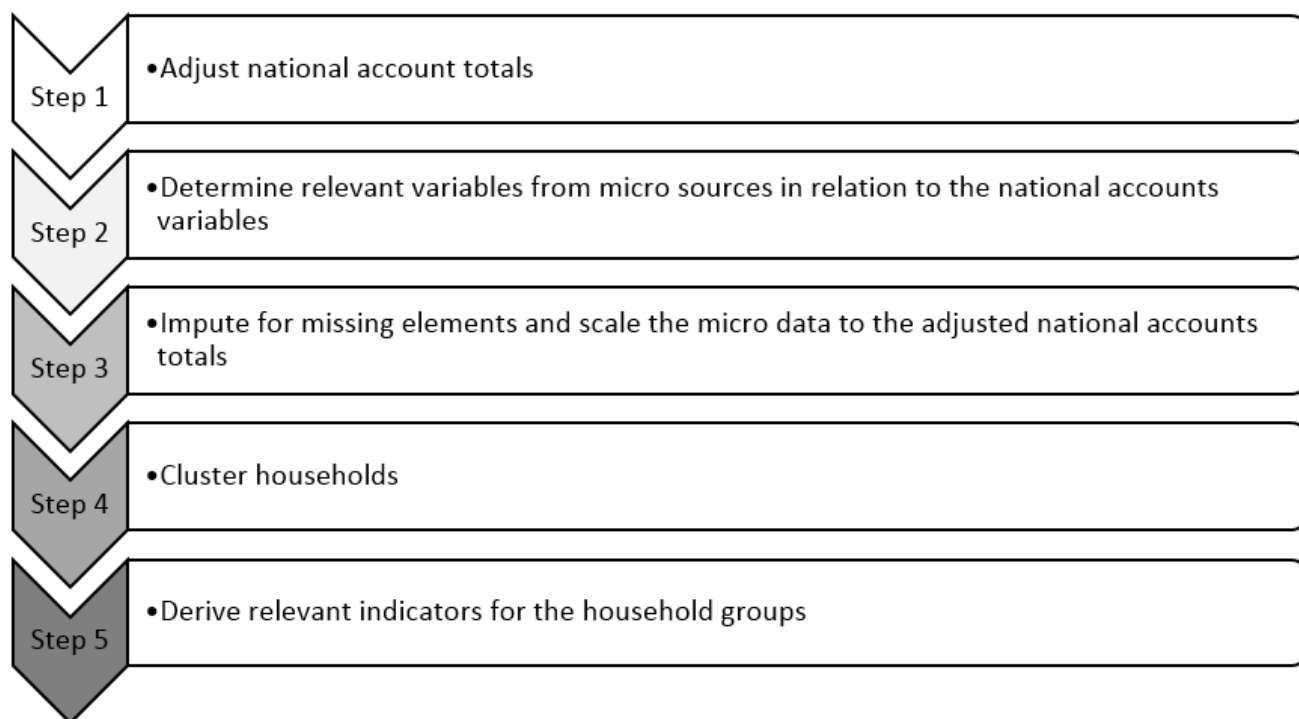 Step 1
•Adjust national account totals
Step 2
•Determine relevant variables from micro sources in relation to the national accounts
variables
Step 3
•Impute for missing elements and scale the micro data to the adjusted national accounts
totals
Step 4
•Cluster households
Step 5
•Derive relevant indicators for the household groups